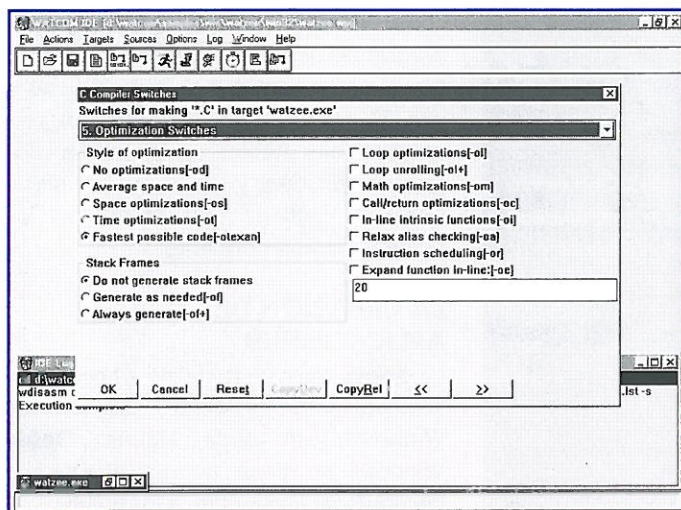 WATCOM IDE
File Actions Targets Sources Options Log Window Help
C Compiler Switches
Switches for making '*.C' in target 'watzee.exe'
5. Optimization Switches
Style of optimization
No optimizations[-od]
Average space and time
Space optimizations[-os]
Time optimizations[-ot]
Fastest possible code[-otexan]
Stack Frames
Do not generate stack frames
Generate as needed[-of]
Always generate[-of+]
Loop optimizations[-ol]
Loop unrolling[-ol+]
Math optimizations[-om]
Call/return optimizations[-oc]
In-line intrinsic functions[-oi]
Relax alias checking[-oa]
Instruction scheduling[-or]
Expand function in-line:[-oe]
20
OK Cancel Reset CopyDev CopyRel << >>
IDE Log
d:\watco
wdisasm .lst -s
Execution complete
watzee.exe